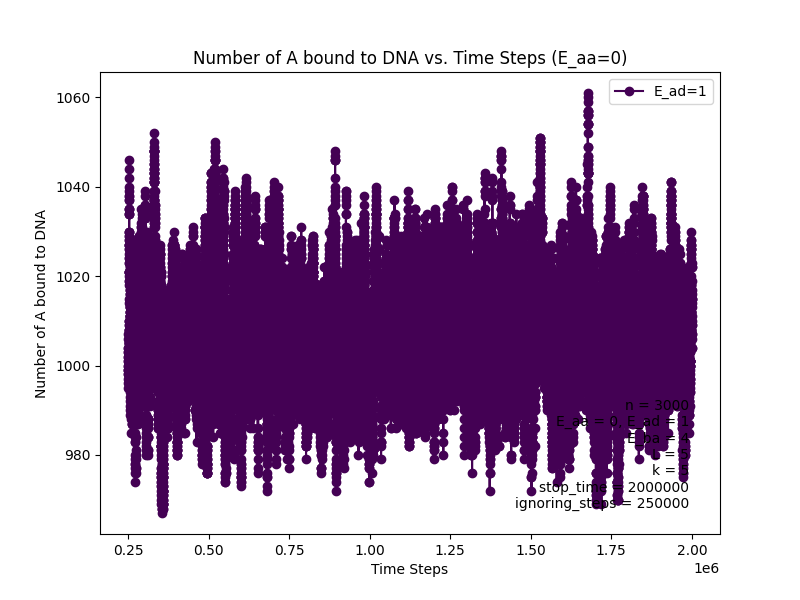 Number of A bound to DNA vs. Time Steps (E_aa=0)
E_ad=1
Number of A bound to DNA
1060
1040
1020
1000
980
n = 3000
E_aa = 0, E_ad = 1
stop_time = 2000000
ignoring_steps = 250000
0.25
0.50
0.75
1.00
1.25
1.50
1.75
2.00
1e6
Time Steps